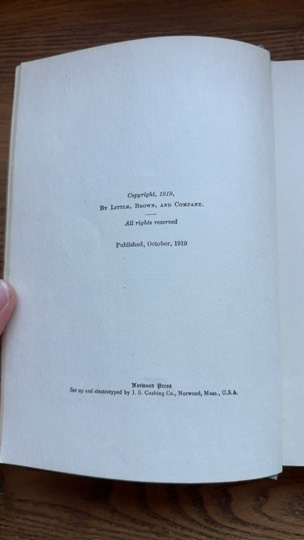 Copyright, 1919,
By Little, Brown, and Company.
All rights reserved
Published, October, 1919
Norwood Press
Set up and electrotyped by J. S. Cushing Co., Norwood, Mass., U.S.A.